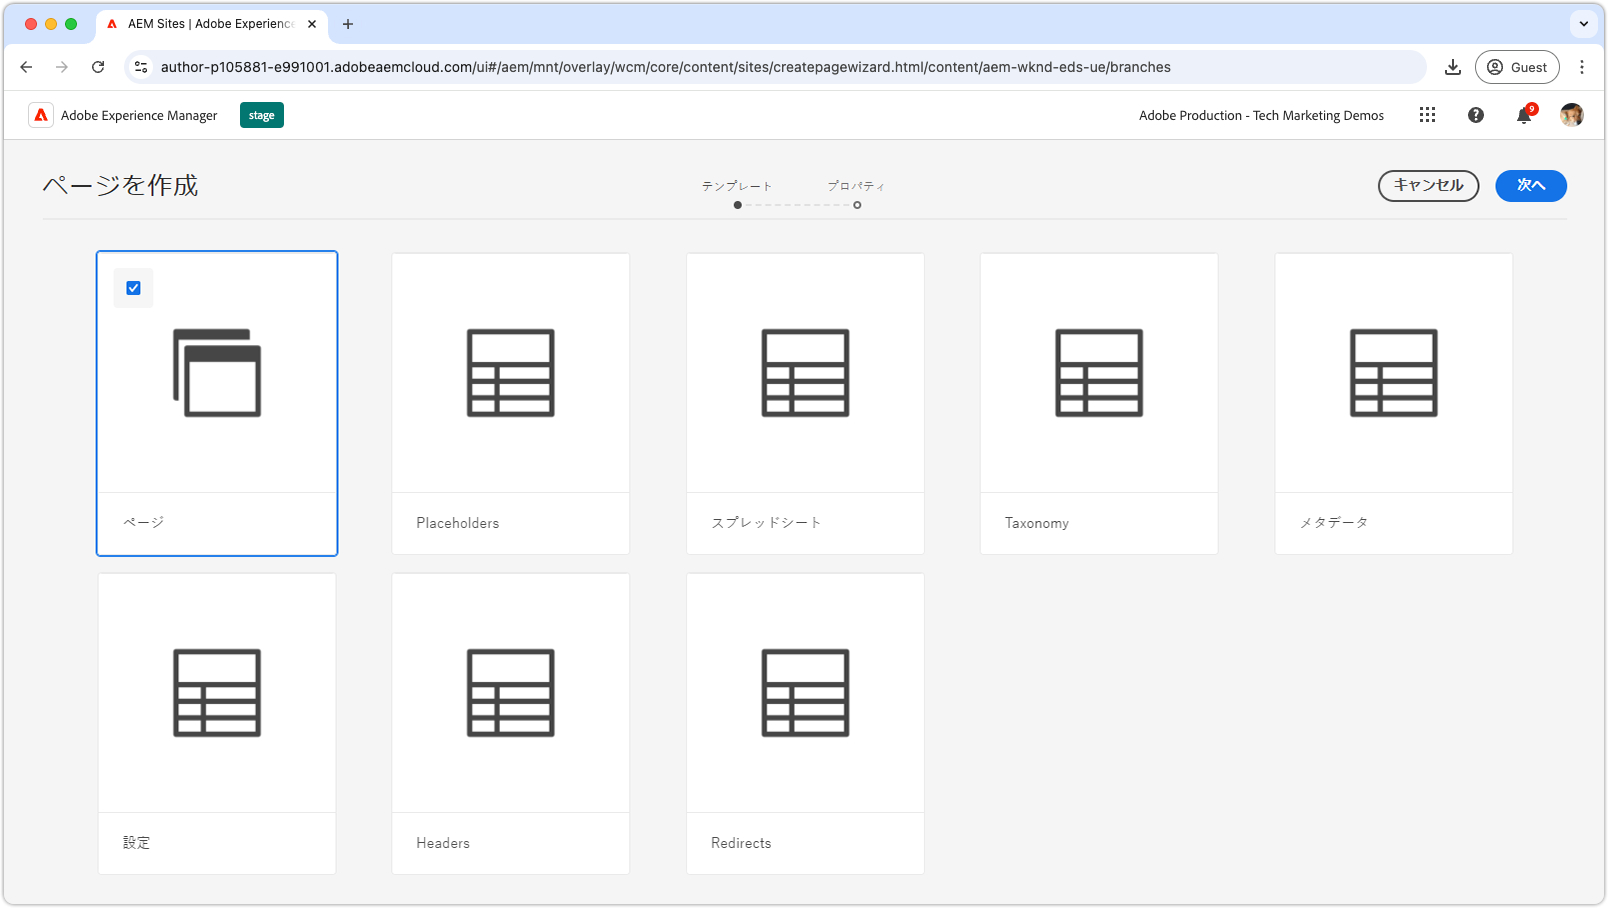 AEM Sites | Adobe Experience
author-p105881-e991001.adobeaemcloud.com/ui#/aem/mnt/overlay/wcm/core/content/sites/createpagewizard.html/content/aem-wknd-eds-ue/branches
Guest
Adobe Experience Manager
stage
Adobe Production - Tech Marketing Demos
9
ページを作成
テンプレート
プロパティ
キャンセル
次へ
ページ
Placeholders
スプレッドシート
Taxonomy
メタデータ
設定
Headers
Redirects